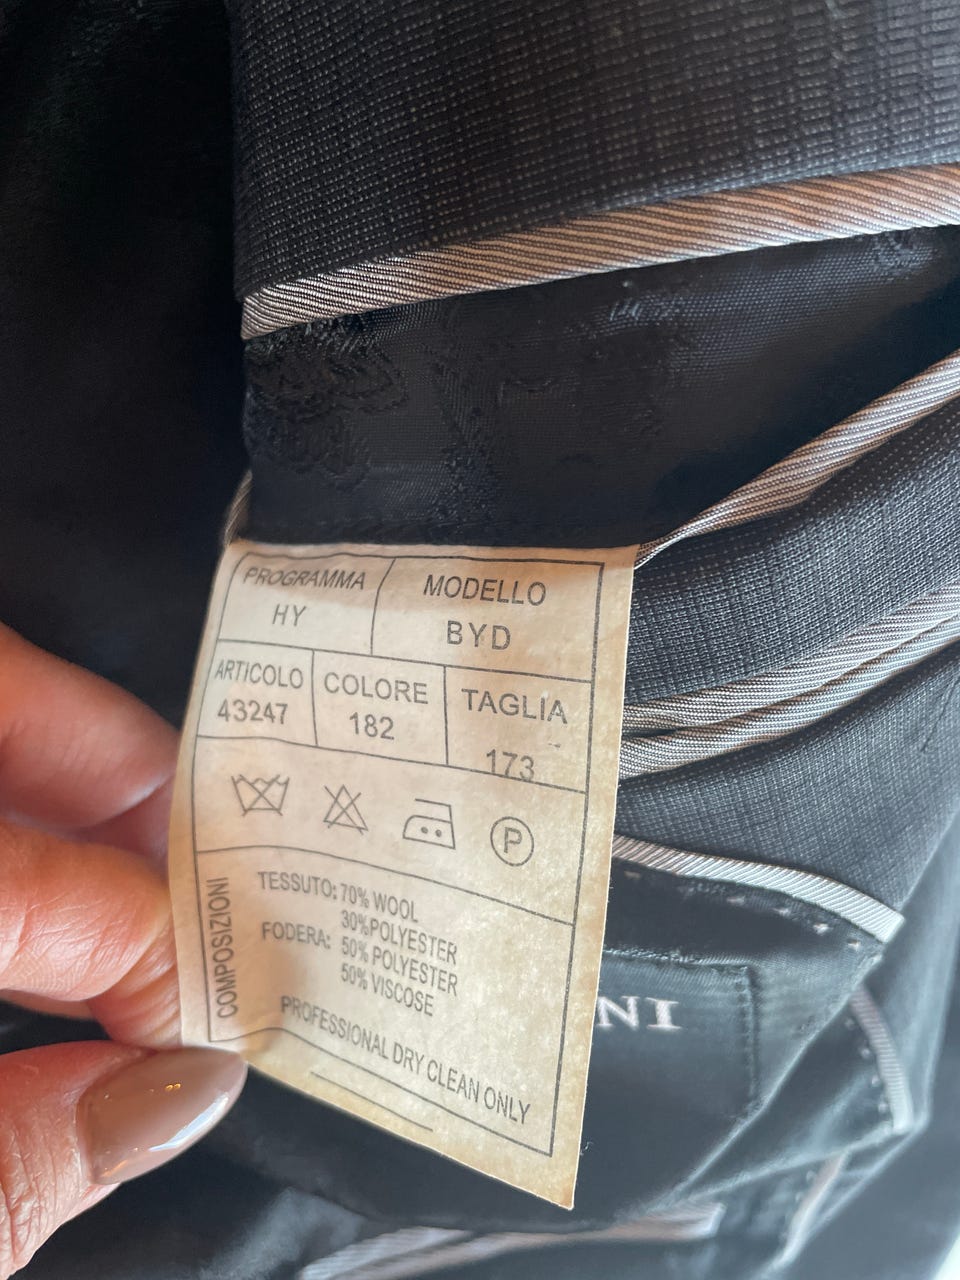 PROGRAMMA
HY
MODELLO
BYD
ARTICOLO
43247
COLORE
182
TAGLIA
173
P
COMPOSIZIONI
TESSUTO: 70% WOOL
30%POLYESTER
FODERA: 50% POLYESTER
50% VISCOSE
PROFESSIONAL DRY CLEAN ONLY
NI